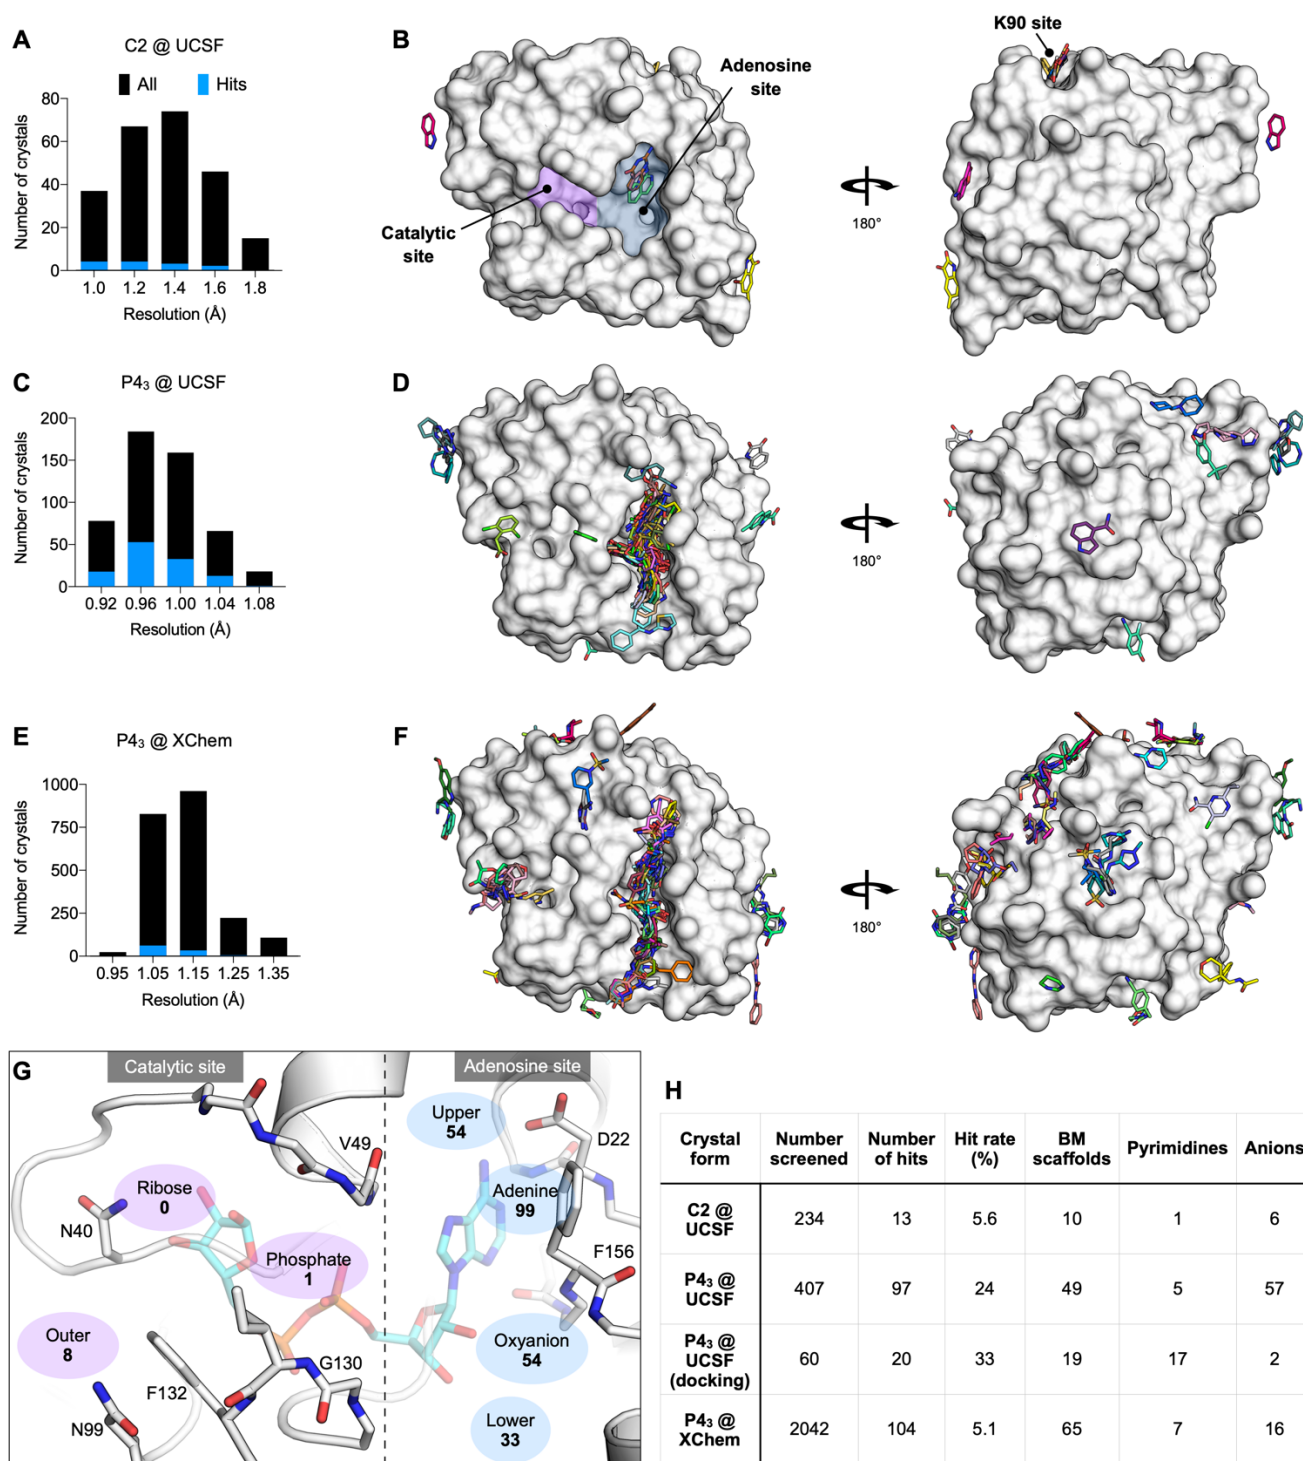 A
C2 @ UCSF
All
Hits
Number of crystals
80
60
40
20
0
1.0 1.2 1.4 1.6 1.8
Resolution (Å)
B
Adenosine
site
Catalytic
site
180°
K90 site
C
P4₃ @ UCSF
Number of crystals
200
150
100
50
0
0.92 0.96 1.00 1.04 1.08
Resolution (Å)
D
180°
E
P4₃ @ XChem
Number of crystals
1000
750
500
250
0
0.95 1.05 1.15 1.25 1.35
Resolution (Å)
F
180°
G
Catalytic site
Adenosine site
Upper
54
D22
V49
Ribose
0
N40
Adenine
99
Phosphate
1
F156
Outer
8
Oxyanion
54
G130
F132
N99
Lower
33
H
Crystal form Number screened Number of hits Hit rate (%) BM scaffolds Pyrimidines Anions
C2 @ UCSF 234 13 5.6 10 1 6
P4₃ @ UCSF 407 97 24 49 5 57
P4₃ @ UCSF (docking) 60 20 33 19 17 2
P4₃ @ XChem 2042 104 5.1 65 7 16